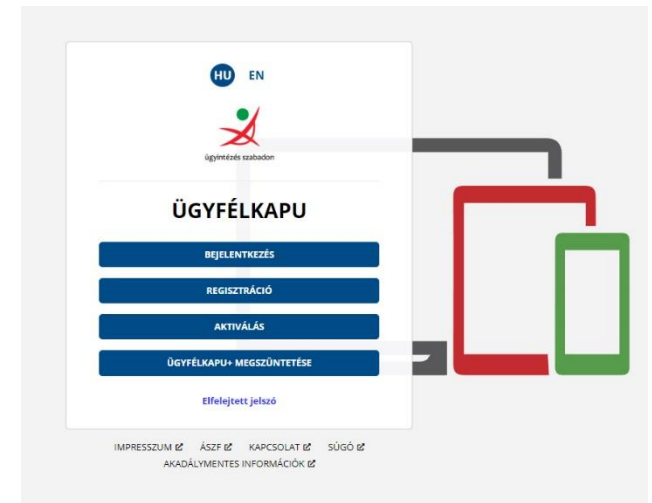 HU EN
ügyintézés szabadon
ÜGYFÉLKAPU
BEJELENTKEZÉS
REGISZTRÁCIÓ
AKTIVÁLÁS
ÜGYFÉLKAPU+ MEGSZÜNTETÉSE
Elfelejtett jelszó
IMPRESSZUM ÁSZF KAPCSOLAT SÚGÓ
AKADÁLYMENTES INFORMÁCIÓK